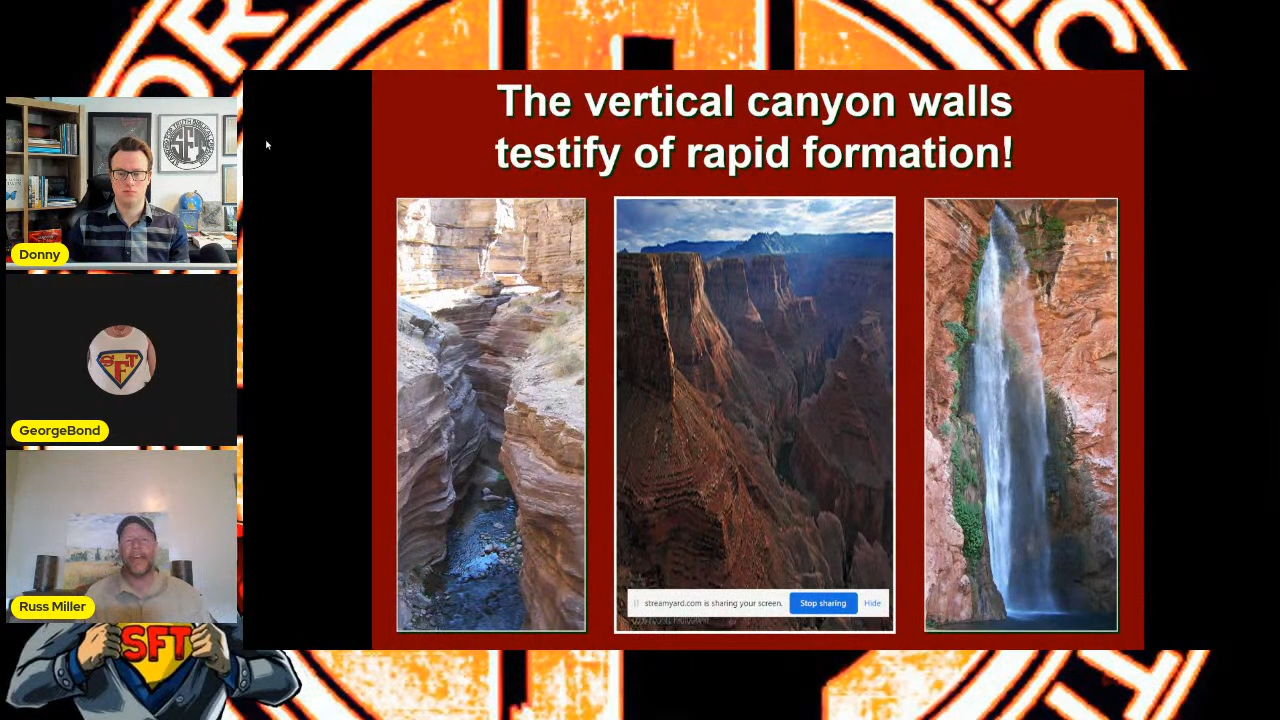 The vertical canyon walls
testify of rapid formation!
Donny
SFT
GeorgeBond
SFT
Russ Miller
streamyard.com is sharing your screen.
Stop sharing
Hide
SFT